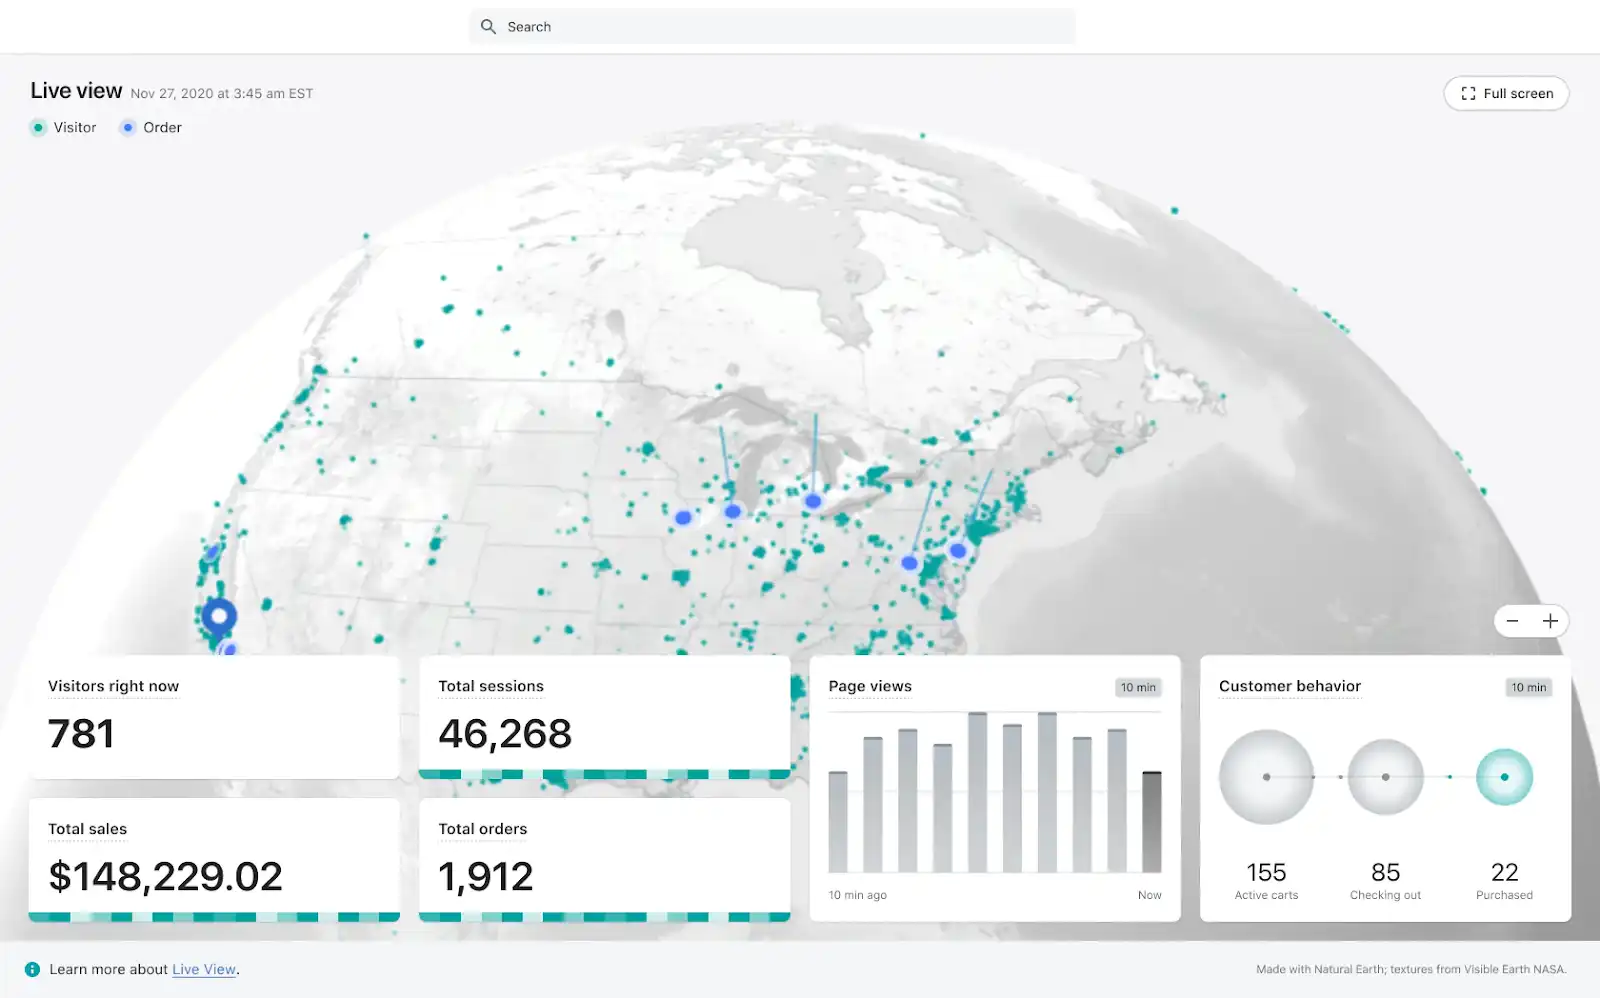 Search
Live view Nov 27, 2020 at 3:45 am EST
Full screen
Visitor Order
Visitors right now
781
Total sessions
46,268
Page views 10 min
10 min ago Now
Customer behavior 10 min
155 85 22
Active carts Checking out Purchased
Total sales
$148,229.02
Total orders
1,912
Learn more about Live View.
Made with Natural Earth; textures from Visible Earth NASA.